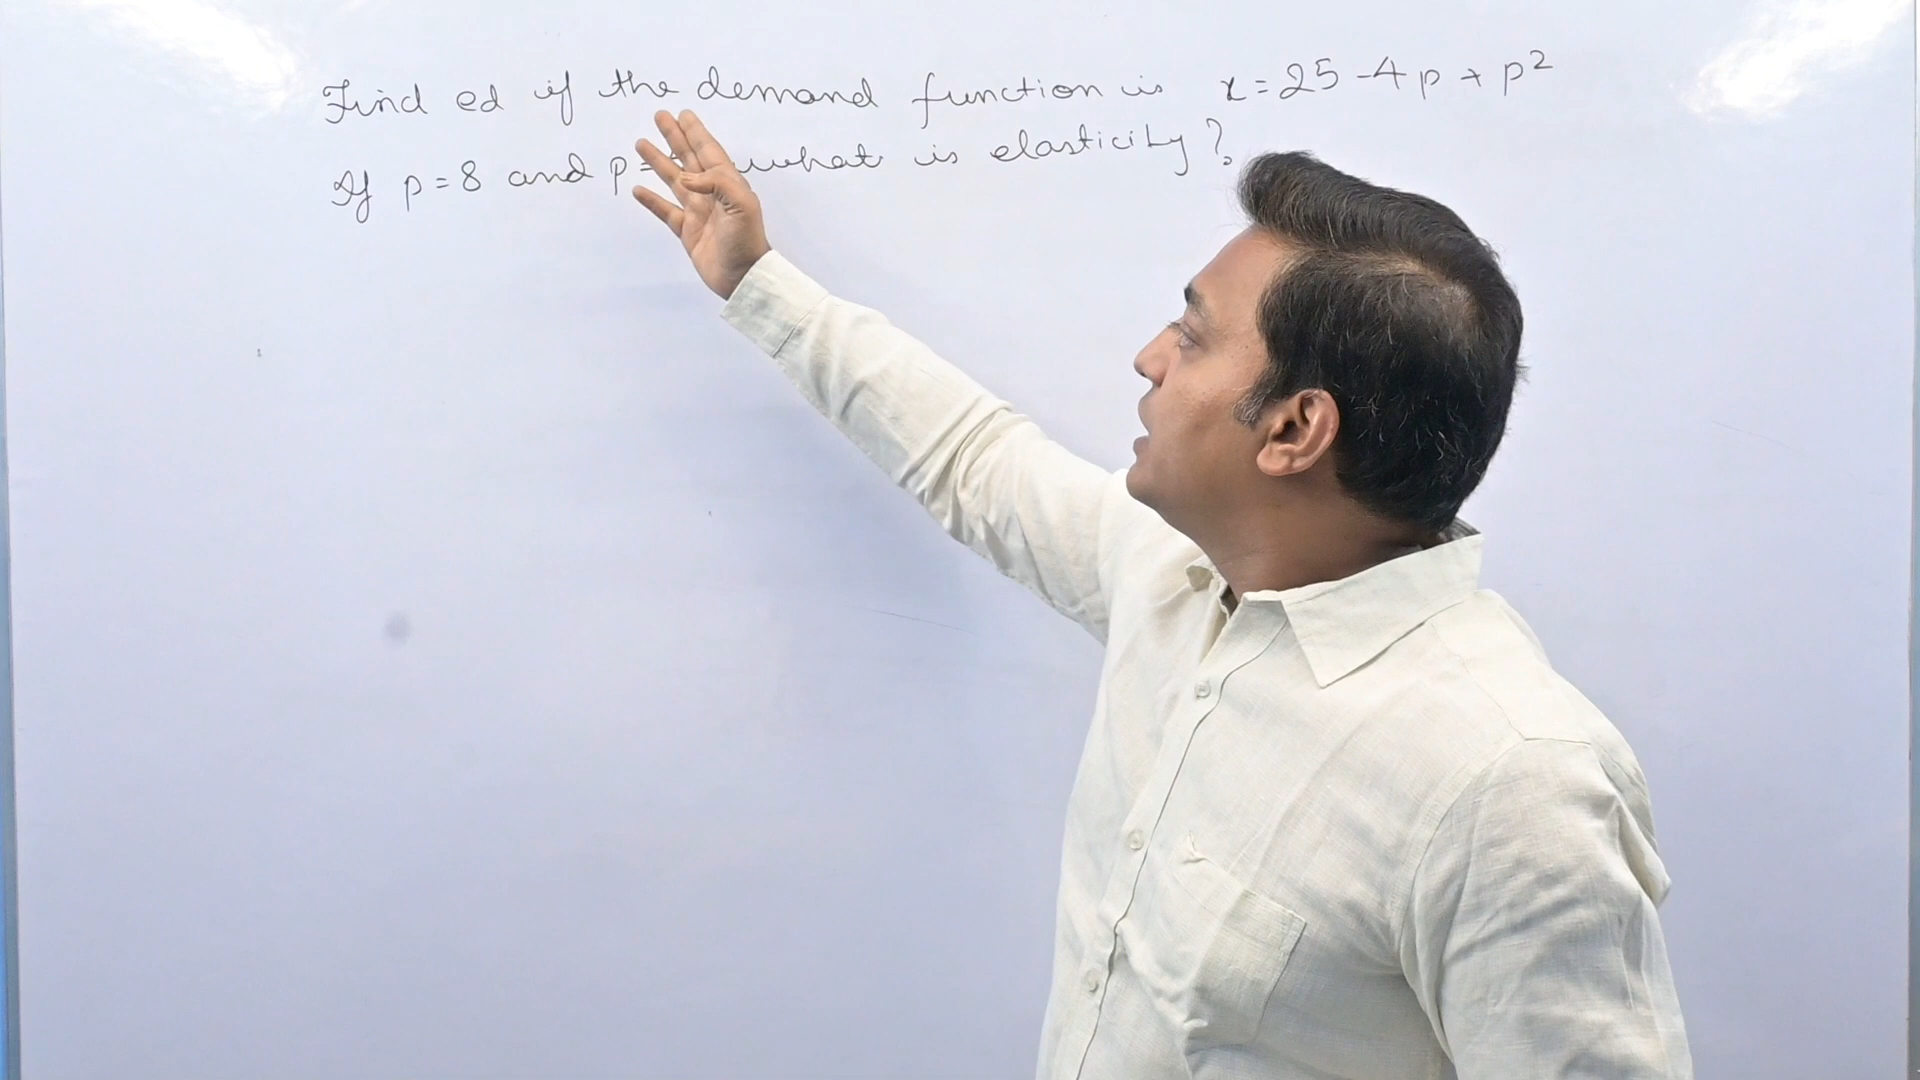 Find ed if the demand function is x = 25 - 4p + p²
If p = 8 and p = what is elasticity?